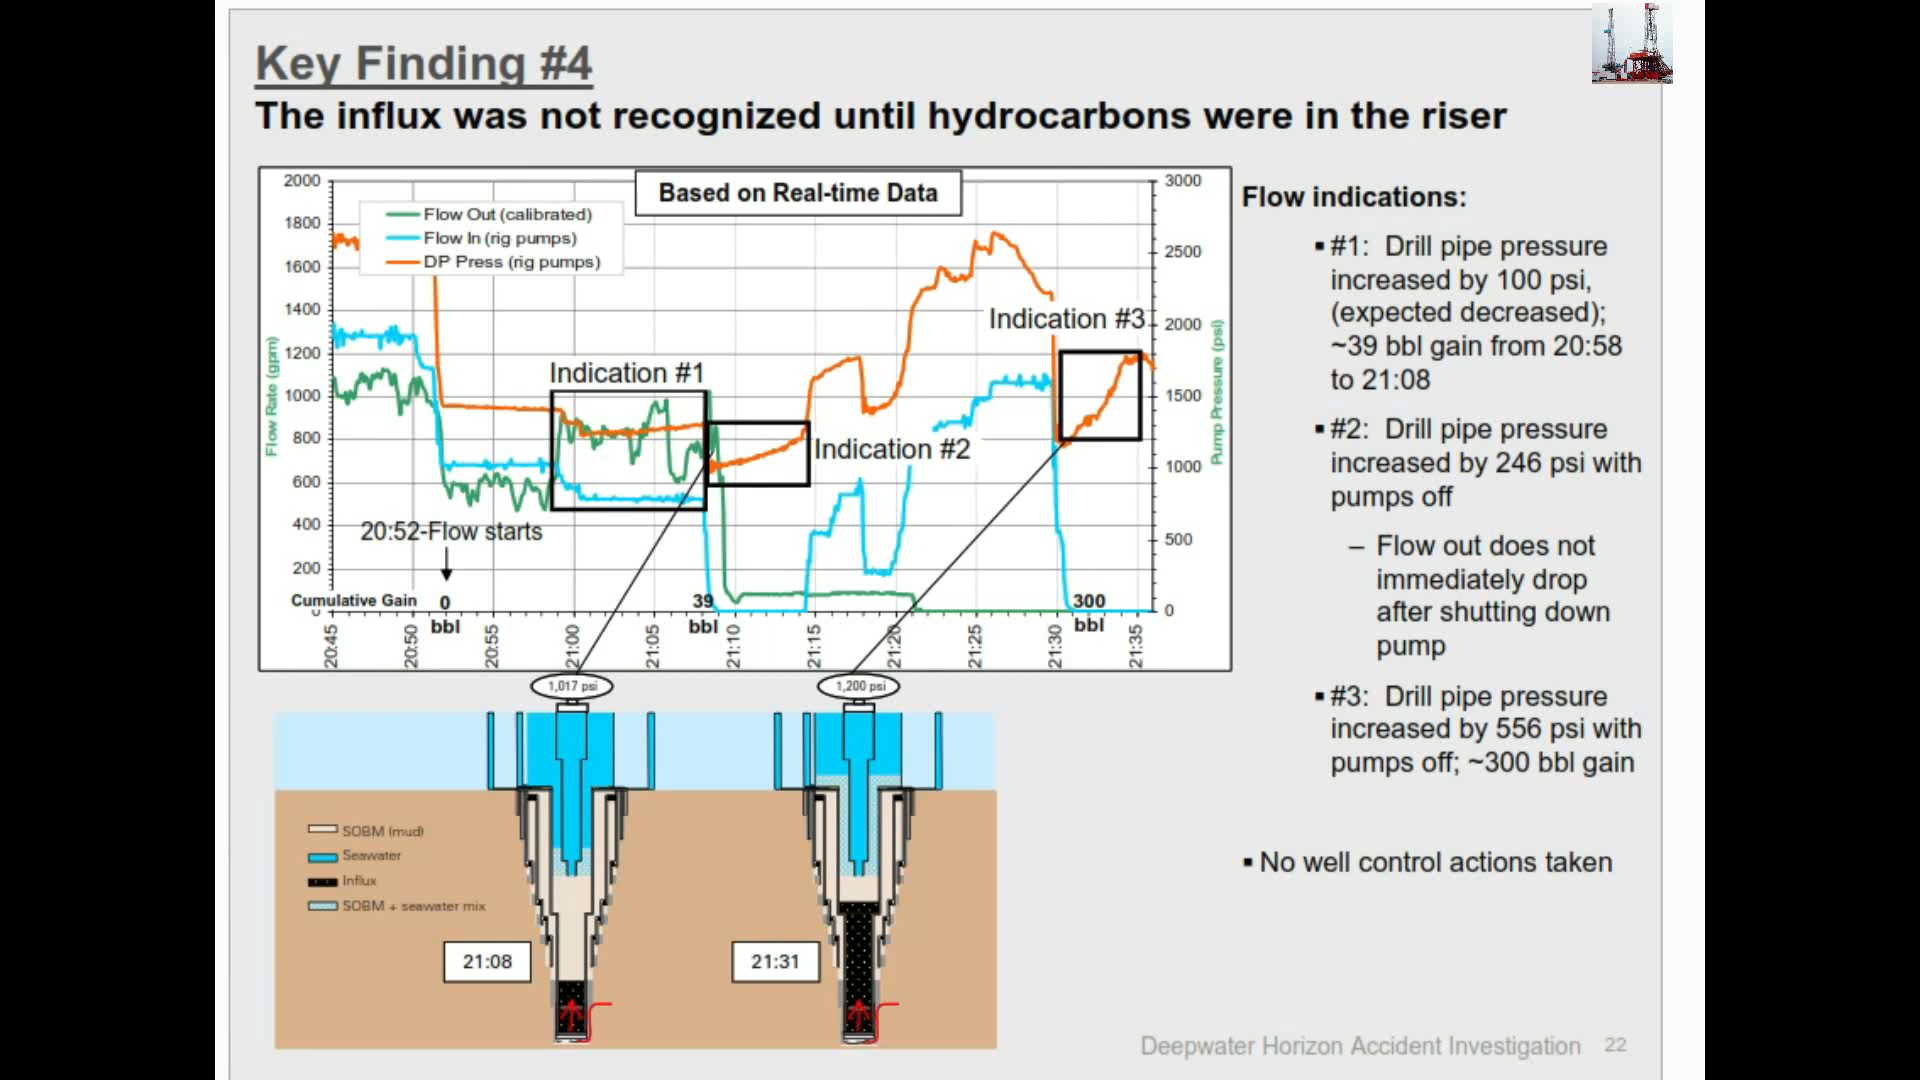 Key Finding #4
The influx was not recognized until hydrocarbons were in the riser
Based on Real-time Data
Flow Out (calibrated)
Flow In (rig pumps)
DP Press (rig pumps)
2000
1800
1600
1400
1200
1000
800
600
400
200
Flow Rate (gpm)
3000
2500
2000
1500
1000
500
0
Pump Pressure (psi)
Indication #1
Indication #2
Indication #3
20:52-Flow starts
Cumulative Gain
0
bbl
39
bbl
300
bbl
20:45
20:50
20:55
21:00
21:05
21:10
21:15
21:20
21:25
21:30
21:35
1,017 psi
1,200 psi
SOBM (mud)
Seawater
Influx
SOBM + seawater mix
21:08
21:31
Flow indications:
▪ #1: Drill pipe pressure
increased by 100 psi,
(expected decreased);
~39 bbl gain from 20:58
to 21:08
▪ #2: Drill pipe pressure
increased by 246 psi with
pumps off
– Flow out does not
immediately drop
after shutting down
pump
▪ #3: Drill pipe pressure
increased by 556 psi with
pumps off; ~300 bbl gain
▪ No well control actions taken
Deepwater Horizon Accident Investigation 22